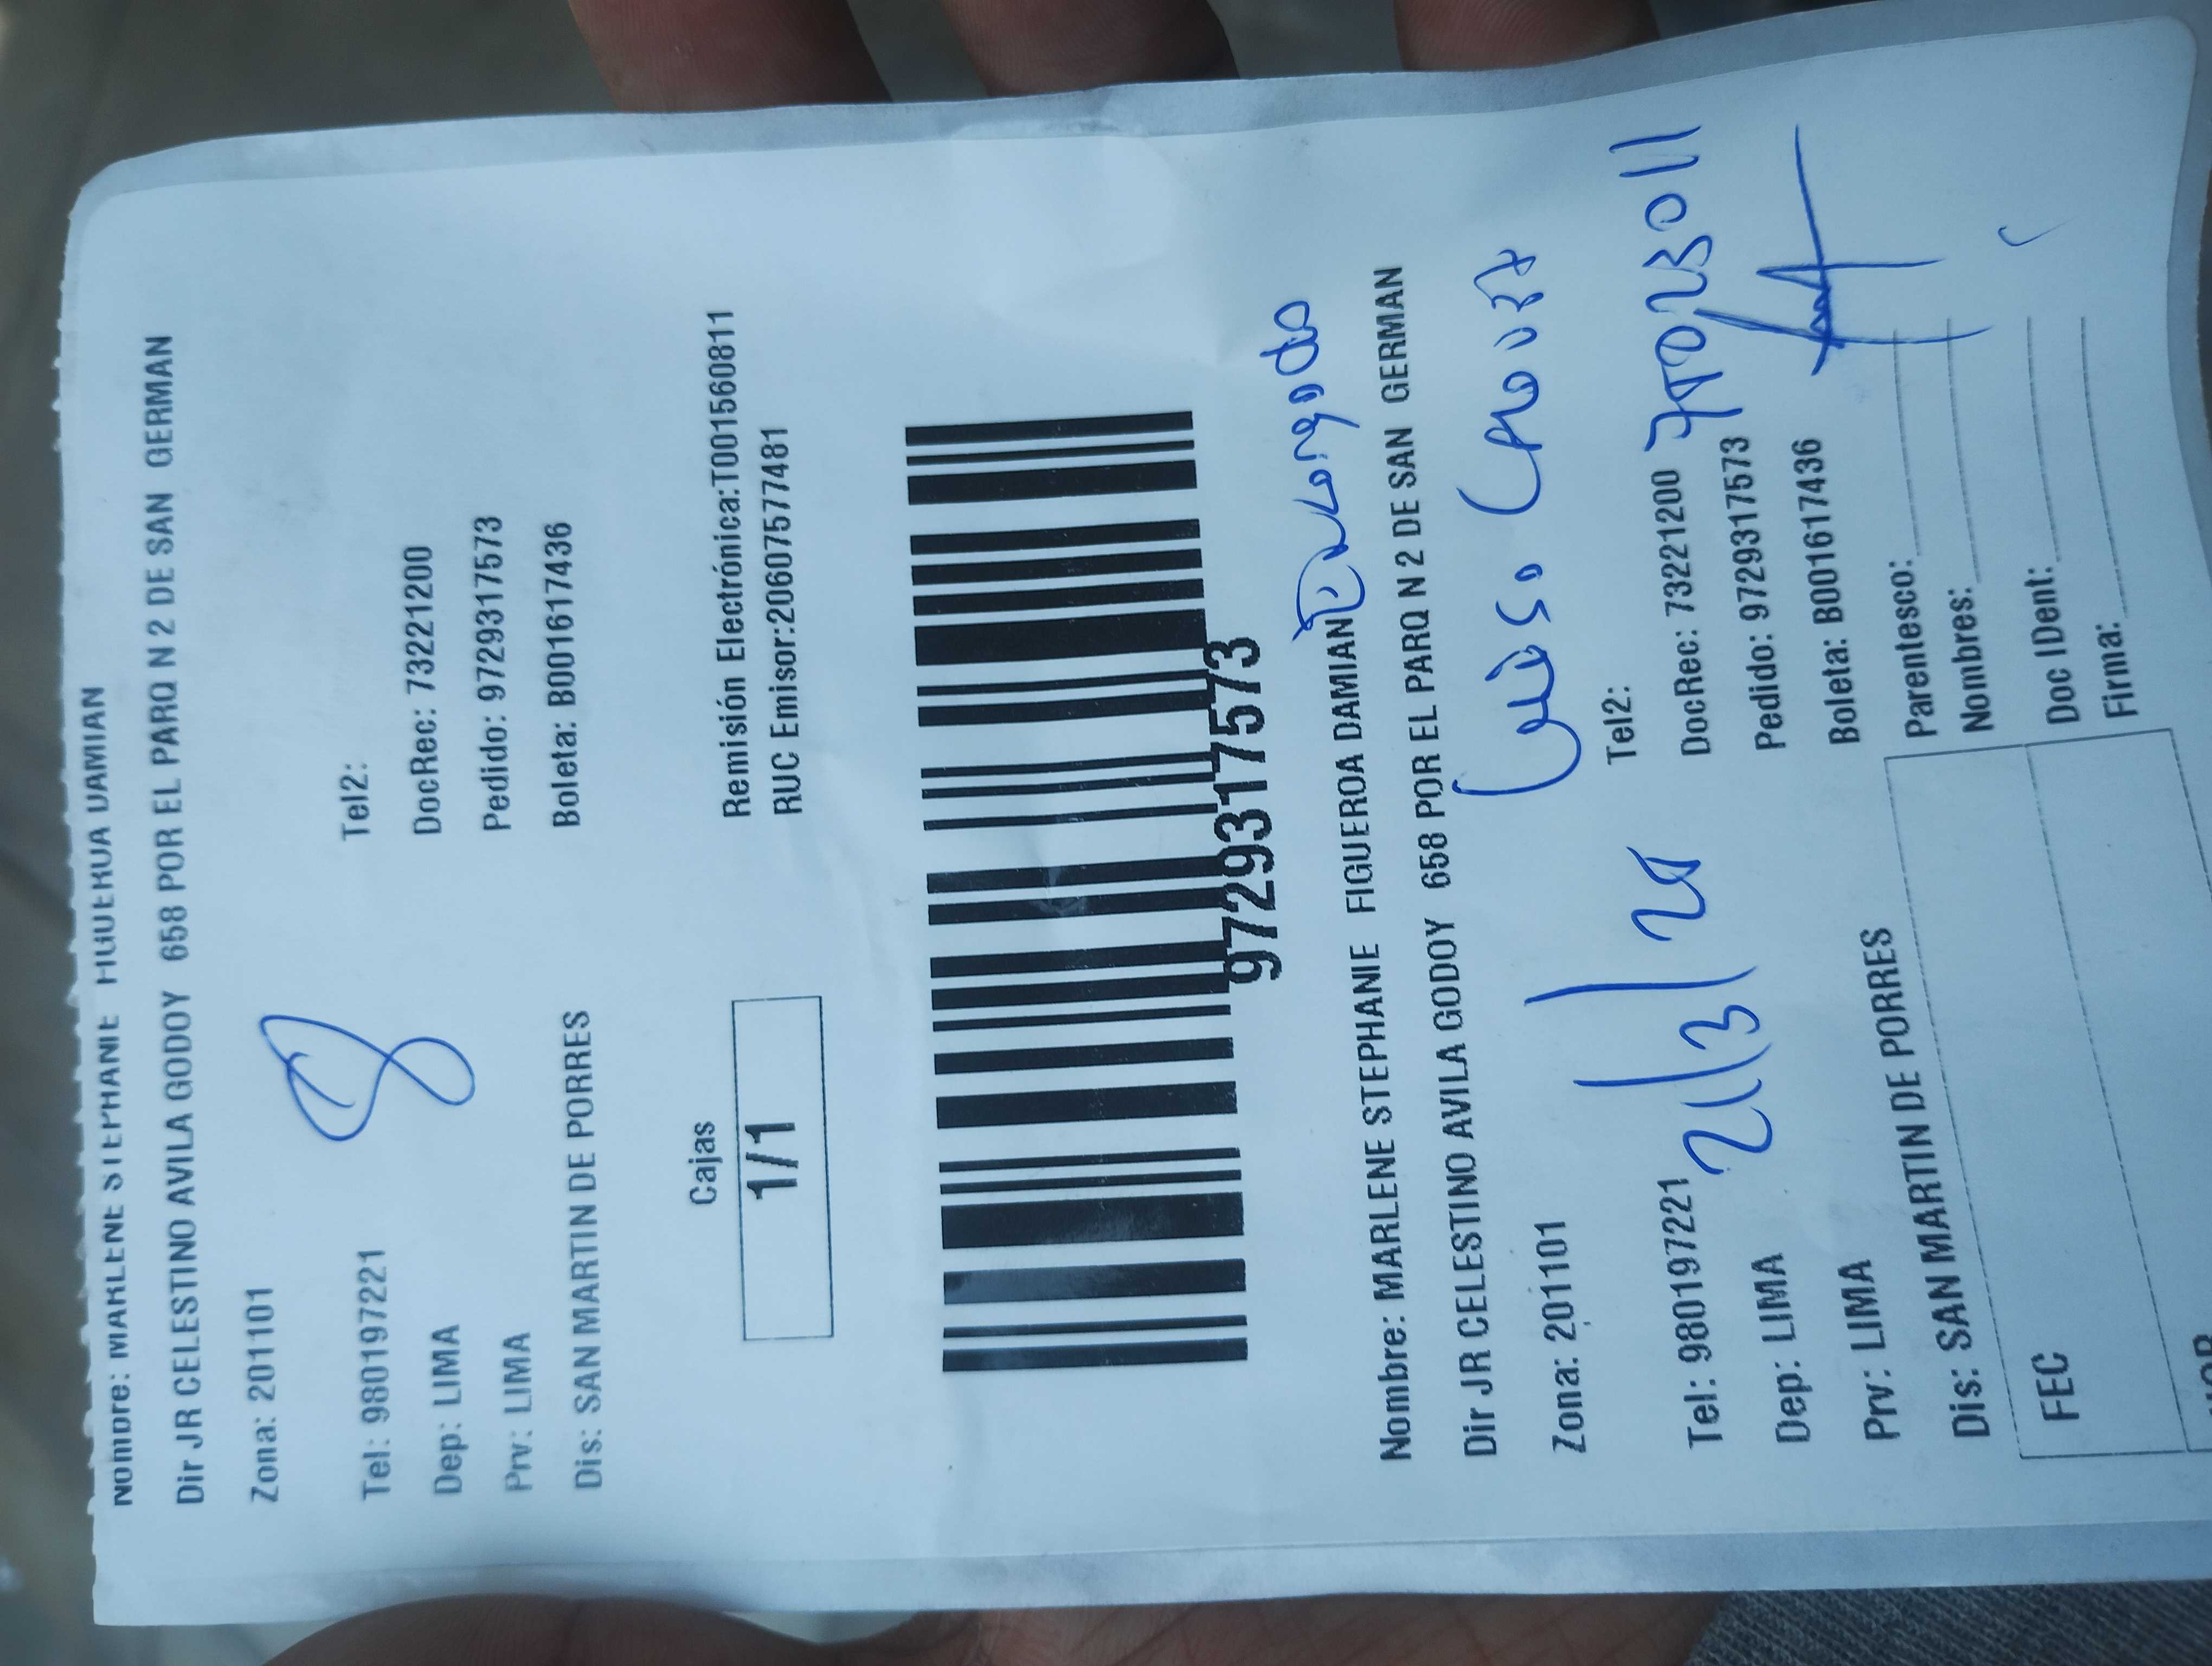 Nombre: MARLENE STEPHANIE FIGUEROA DAMIAN
Dir JR CELESTINO AVILA GODOY 658 POR EL PARQ N 2 DE SAN GERMAN
Zona: 201101
Tel: 980197221 Tel2:
Dep: LIMA DocRec: 73221200
Prv: LIMA Pedido: 9729317573
Dis: SAN MARTIN DE PORRES Boleta: B001617436
8
Cajas
1/1
Remisión Electrónica:T001560811
RUC Emisor:20607577481
9729317573
Encargado
Nombre: MARLENE STEPHANIE FIGUEROA DAMIAN
Dir JR CELESTINO AVILA GODOY 658 POR EL PARQ N 2 DE SAN GERMAN
Zona: 201101
Tel: 980197221 Tel2:
21/3/
Dep: LIMA DocRec: 73221200
Prv: LIMA Pedido: 9729317573
Dis: SAN MARTIN DE PORRES Boleta: B001617436
FEC
Parentesco:
Nombres:
Doc IDent:
Firma: